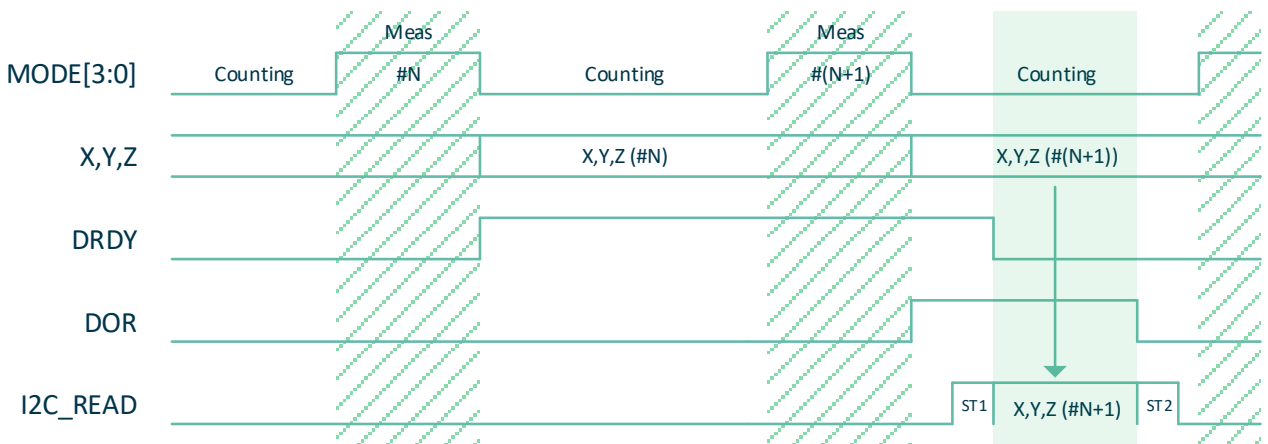 Meas Meas
MODE[3:0] Counting #N Counting #(N+1) Counting
X,Y,Z X,Y,Z (#N) X,Y,Z (#(N+1))
DRDY
DOR
I2C_READ ST1 X,Y,Z (#N+1) ST2